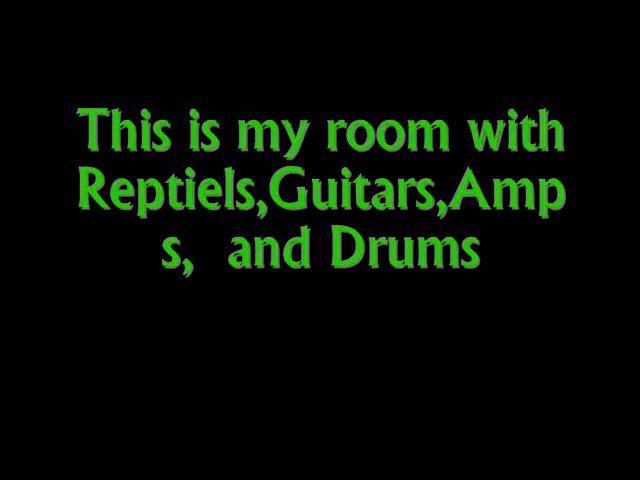 This is my room with
Reptiels,Guitars,Amp
s, and Drums